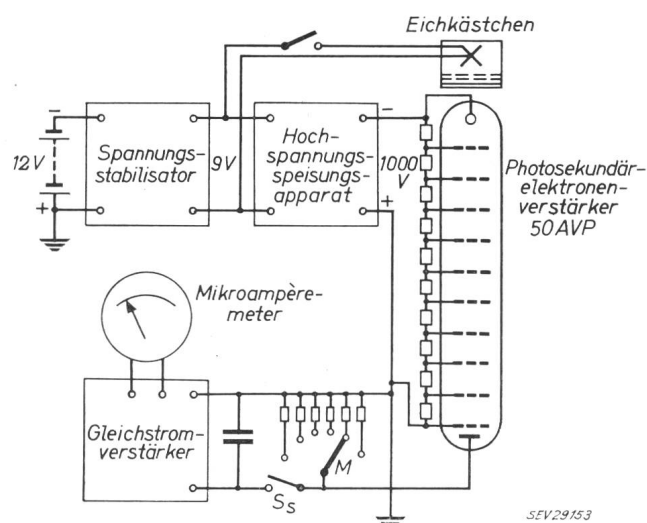 Eichkästchen
12V
−
+
Spannungs-
stabilisator
9V
Hoch-
spannungs-
speisungs-
apparat
−
1000
V
+
Photosekundär-
elektronen-
verstärker
50AVP
Mikroampère-
meter
Gleichstrom-
verstärker
M
Ss
SEV29153